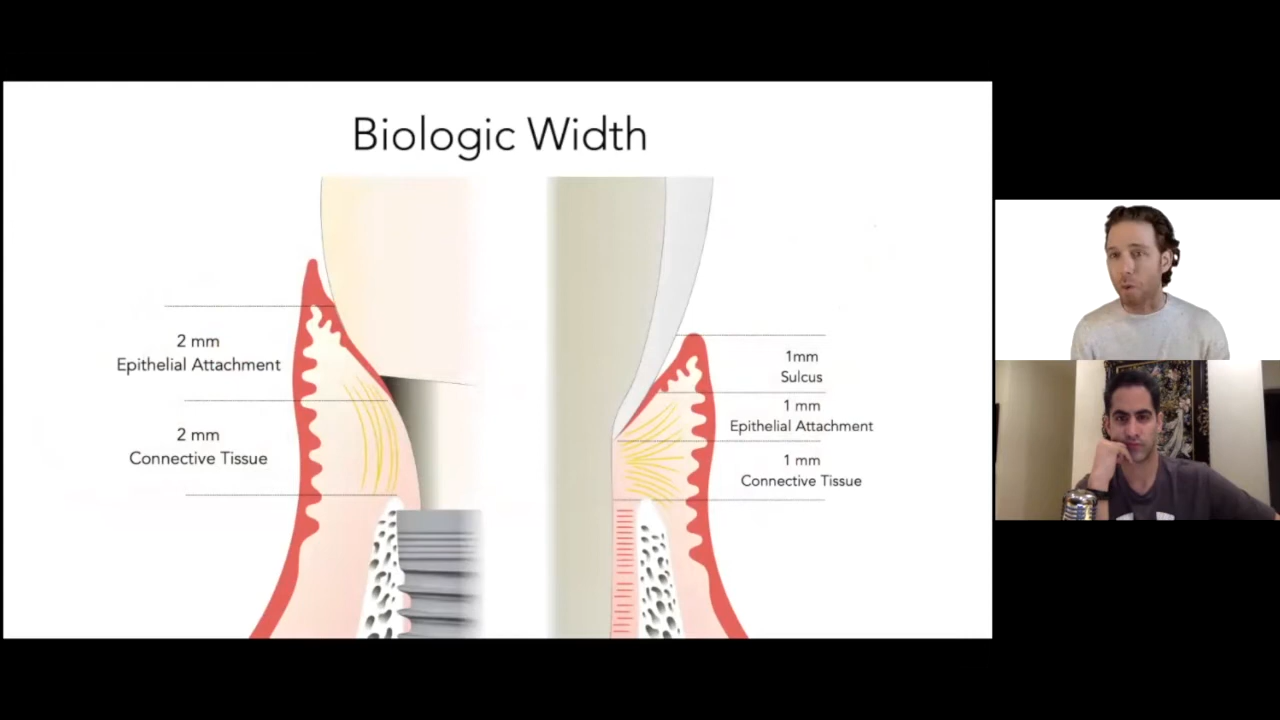 Biologic Width
2 mm
Epithelial Attachment
2 mm
Connective Tissue
1mm
Sulcus
1 mm
Epithelial Attachment
1 mm
Connective Tissue